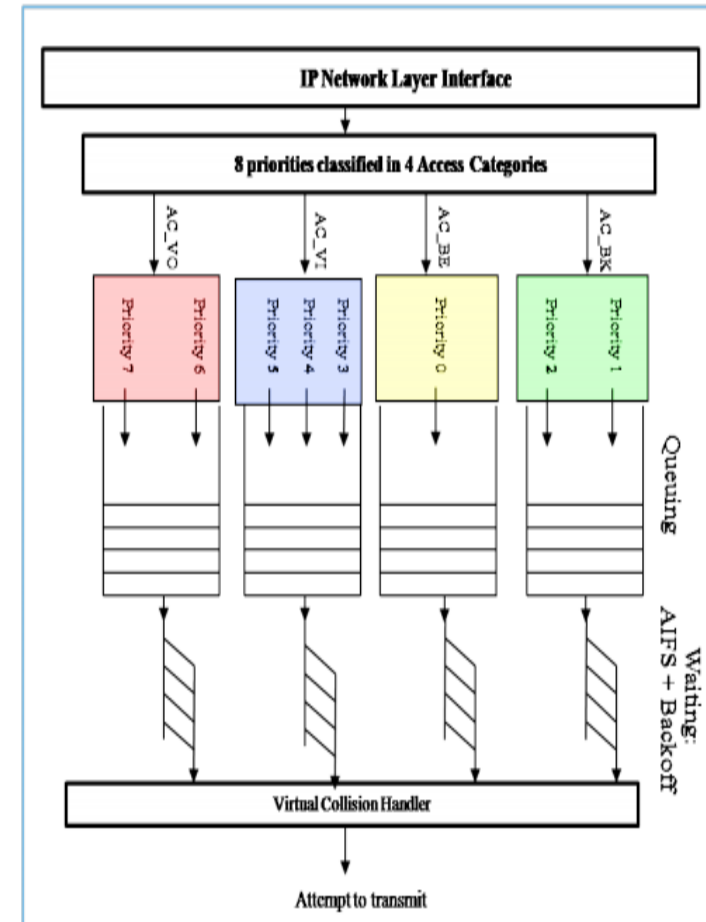 IP Network Layer Interface
8 priorities classified in 4 Access Categories
AC_VO
AC_VI
AC_BE
AC_BK
Priority 7
Priority 6
Priority 5
Priority 4
Priority 3
Priority 0
Priority 2
Priority 1
Queuing
Waiting:
AIFS + Backoff
Virtual Collision Handler
Attempt to transmit